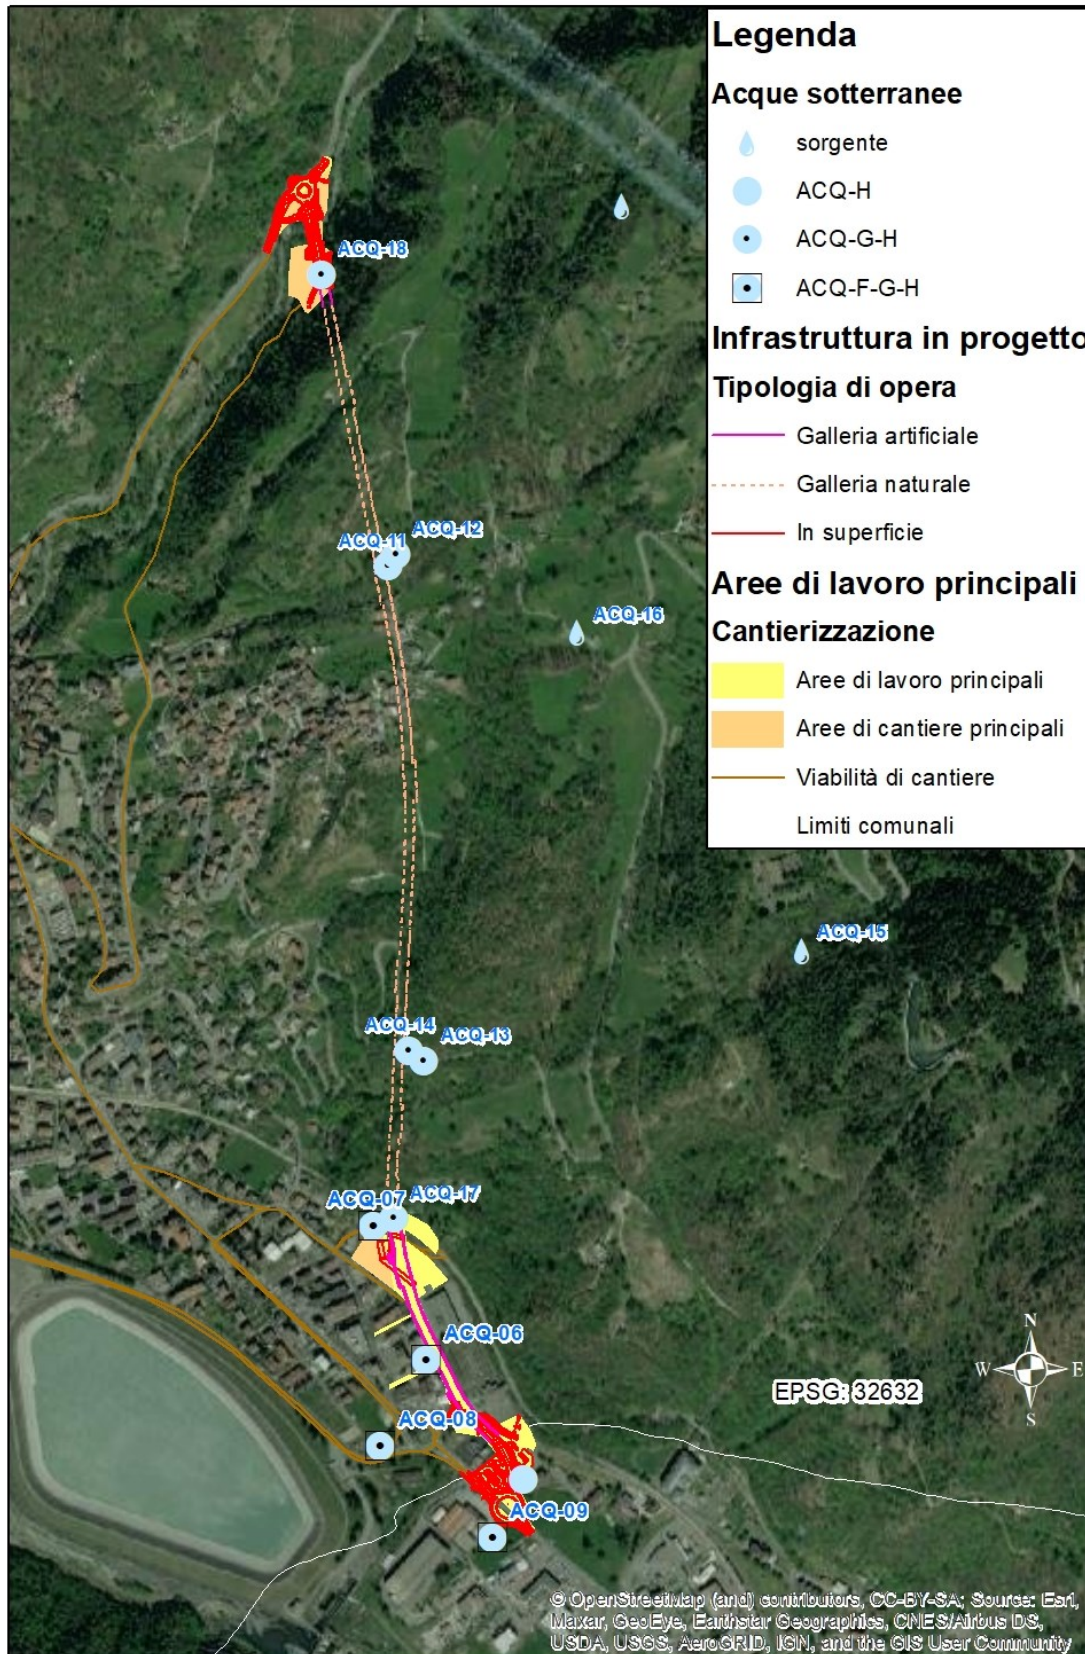 Legenda
Acque sotterranee
sorgente
ACQ-H
ACQ-G-H
ACQ-F-G-H
Infrastruttura in progetto
Tipologia di opera
Galleria artificiale
Galleria naturale
In superficie
Aree di lavoro principali
Cantierizzazione
Aree di lavoro principali
Aree di cantiere principali
Viabilità di cantiere
Limiti comunali
ACQ-18
ACQ-12
ACQ-11
ACQ-16
ACQ-15
ACQ-14
ACQ-13
ACQ-17
ACQ-07
ACQ-06
ACQ-08
ACQ-09
N
W
E
S
EPSG: 32632
© OpenStreetMap (and) contributors, CC-BY-SA; Source: Esri,
Maxar, GeoEye, Earthstar Geographics, CNES/Airbus DS,
USDA, USGS, AeroGRID, IGN, and the GIS User Community